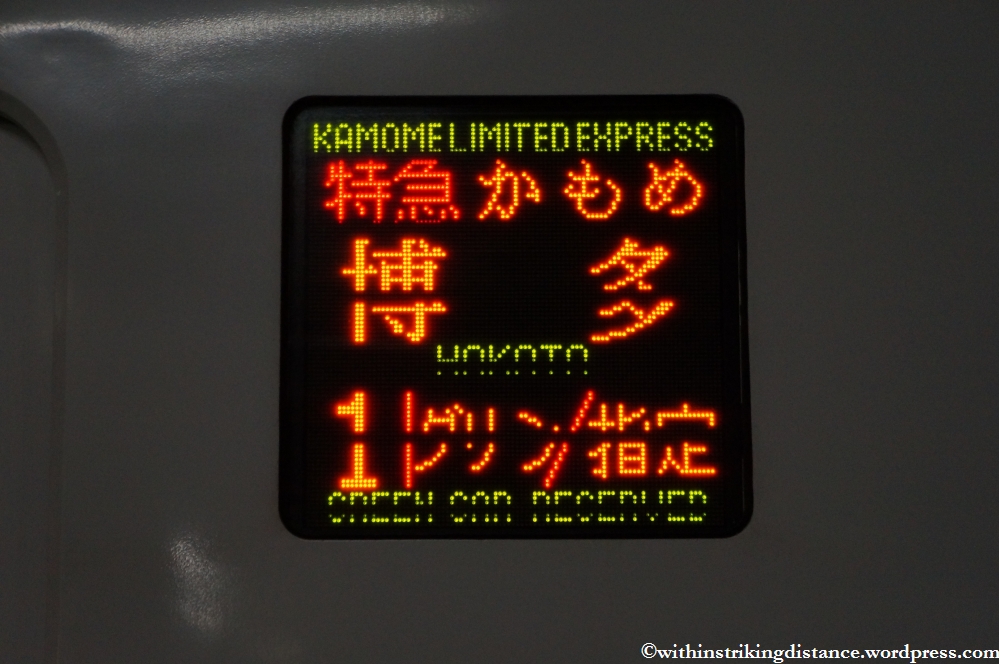 KAMOME LIMITED EXPRESS
特急 かもめ
博多
HAKATA
1 グリーン/指定
GREEN CAR RESERVED
©withinstrikingdistance.wordpress.com